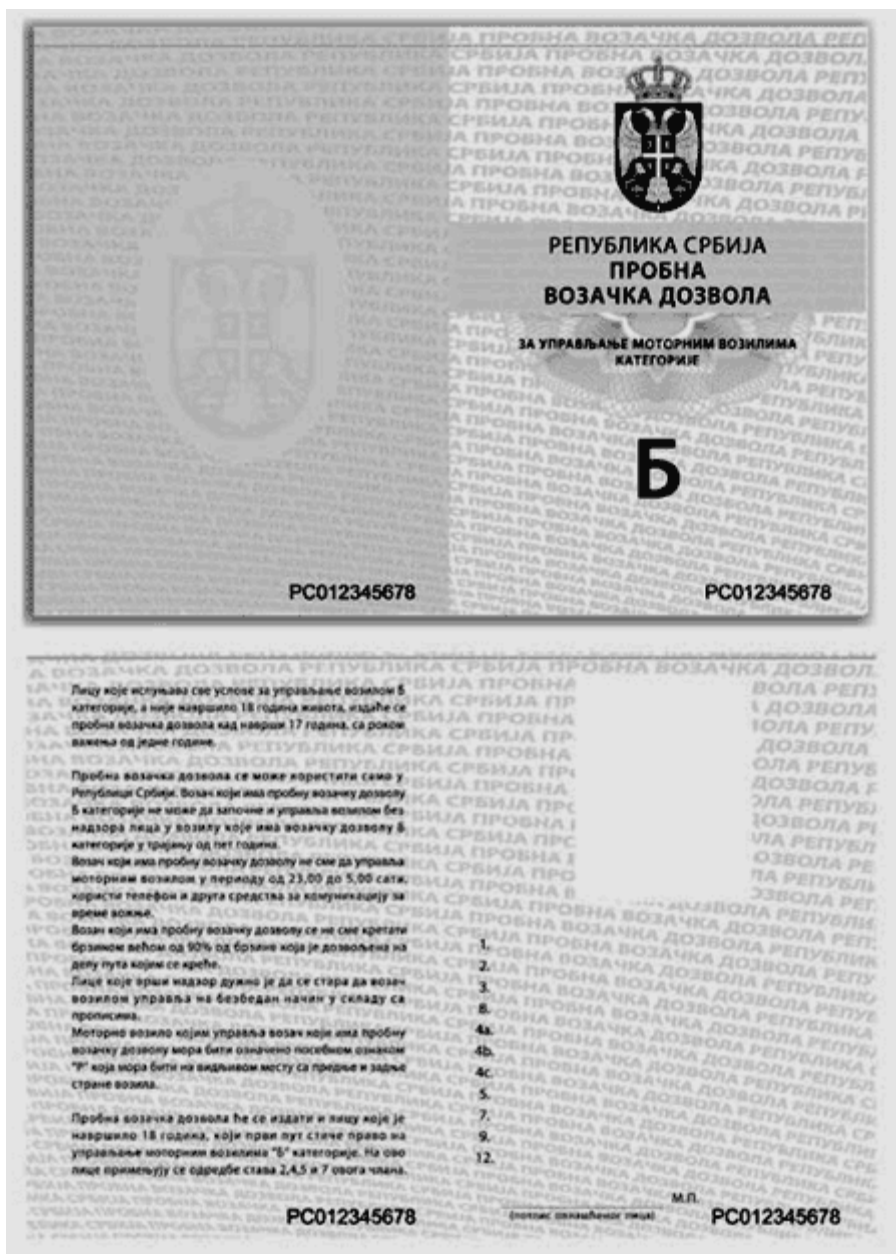 РЕПУБЛИКА СРБИЈА
ПРОБНА
ВОЗАЧКА ДОЗВОЛА
ЗА УПРАВЉАЊЕ МОТОРНИМ ВОЗИЛИМА
КАТЕГОРИЈЕ
Б
РС012345678
РС012345678
Лицу које испуњава све услове за управљање возилом Б
категорије, а није навршило 18 година живота, издаће се
пробна возачка дозвола кад наврши 17 година, са роком
важења од једне године.
Пробна возачка дозвола се може користити само у
Републици Србији. Возач који има пробну возачку дозволу
Б категорије не може да започне и управља возилом без
надзора лица у возилу које има возачку дозволу Б
категорије у трајању од пет година.
Возач који има пробну возачку дозволу не сме да управља
моторним возилом у периоду од 23,00 до 5,00 сати,
користи телефон и друга средства за комуникацију за
време вожње.
Возач који има пробну возачку дозволу се не сме кретати
брзином већом од 90% од брзине која је дозвољена на
делу пута којим се креће.
Лице које врши надзор дужно је да се стара да возач
возилом управља на безбедан начин у складу са
прописима.
Моторно возило којим управља возач који има пробну
возачку дозволу мора бити означено посебном ознаком
"Р" која мора бити на видљивом месту са предње и задње
стране возила.
Пробна возачка дозвола ће се издати и лицу које је
навршило 18 година, који први пут стиче право на
управљање моторним возилима "Б" категорије. На ово
лице примењују се одредбе става 2,4,5 и 7 овога члана.
РС012345678
1.
2.
3.
8.
4a.
4b.
4c.
5.
7.
9.
12.
М.П.
(потпис овлашћеног лица)
РС012345678